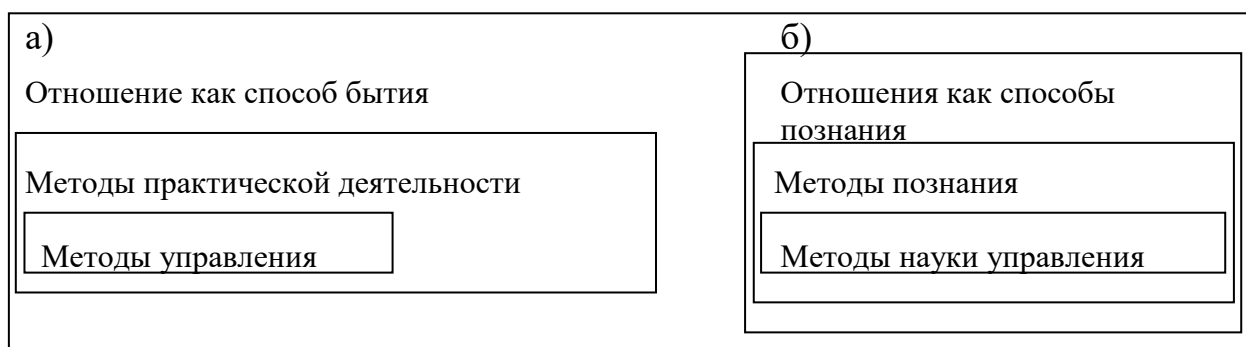 а)
Отношение как способ бытия
Методы практической деятельности
Методы управления
б)
Отношения как способы
познания
Методы познания
Методы науки управления